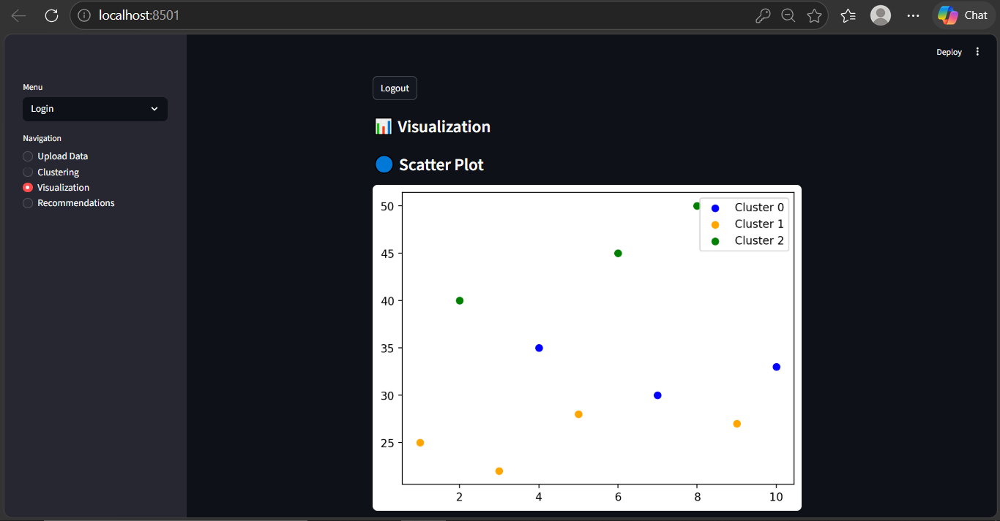 localhost:8501
Chat
Deploy
Menu
Login
Navigation
Upload Data
Clustering
Visualization
Recommendations
Logout
📊 Visualization
🔵 Scatter Plot
Cluster 0
Cluster 1
Cluster 2
50
45
40
35
30
25
2 4 6 8 10